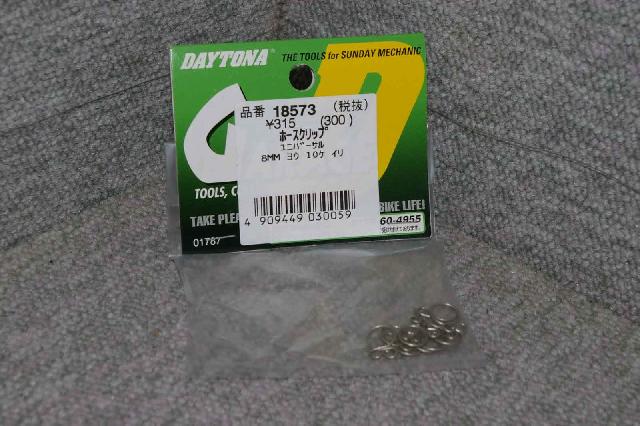 DAYTONA
THE TOOLS for SUNDAY MECHANIC
品番 18573 (税抜)
¥315 (300)
ホースクリップ
ユニバーサル
8MM ヨウ 10ケ イリ
TOOLS, C
TAKE PLE
BIKE LIFE!
4 909449 030059
60-4955
01787